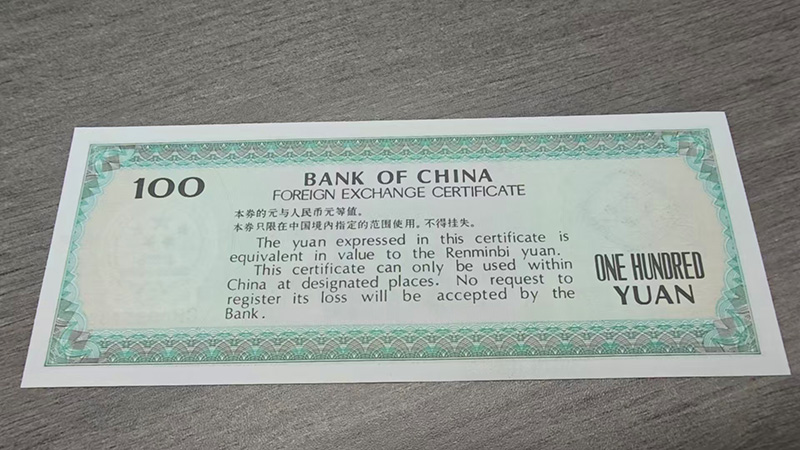 100
BANK OF CHINA
FOREIGN EXCHANGE CERTIFICATE
本券的元与人民币元等值。
本券只限在中国境内指定的范围使用。不得挂失。
The yuan expressed in this certificate is
equivalent in value to the Renminbi yuan.
This certificate can only be used within
China at designated places. No request to
register its loss will be accepted by the
Bank.
ONE HUNDRED
YUAN